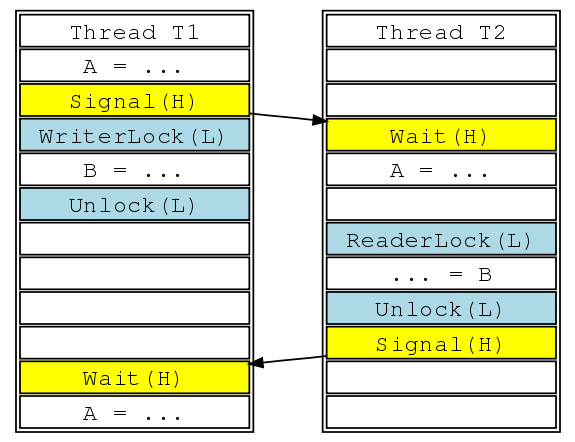 Thread T1
A = ...
Signal(H)
WriterLock(L)
B = ...
Unlock(L)
Wait(H)
A = ...
Thread T2
Wait(H)
A = ...
ReaderLock(L)
... = B
Unlock(L)
Signal(H)